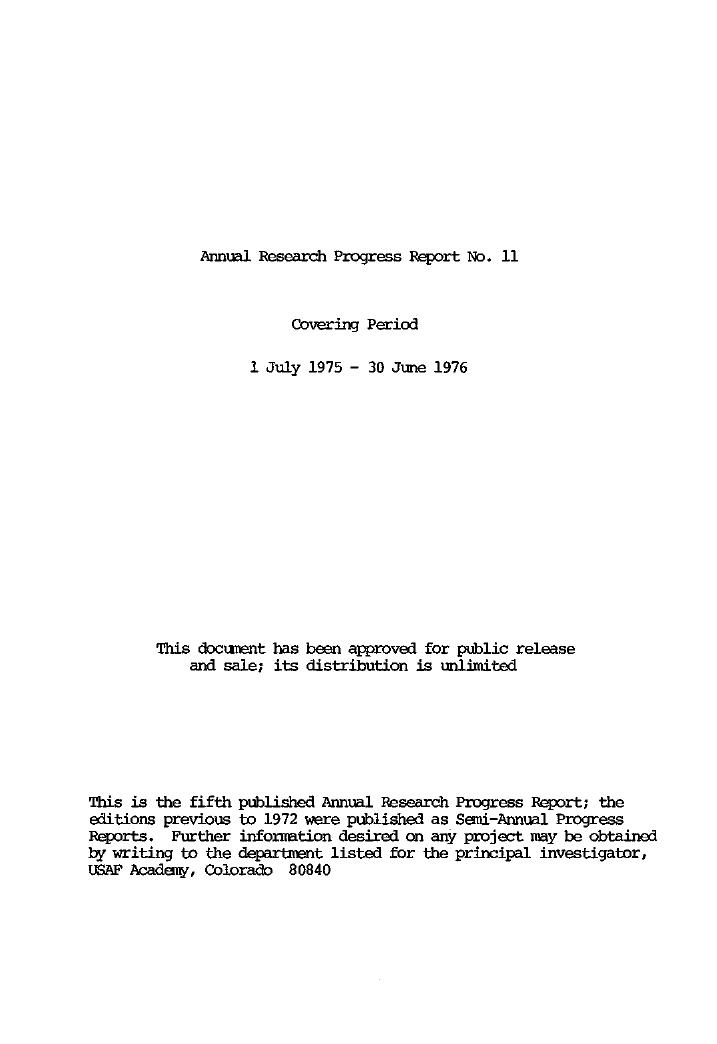 Annual Research Progress Report No. 11
Covering Period
1 July 1975 - 30 June 1976
This document has been approved for public release
and sale; its distribution is unlimited
This is the fifth published Annual Research Progress Report; the
editions previous to 1972 were published as Semi-Annual Progress
Reports. Further information desired on any project may be obtained
by writing to the department listed for the principal investigator,
USAF Academy, Colorado 80840